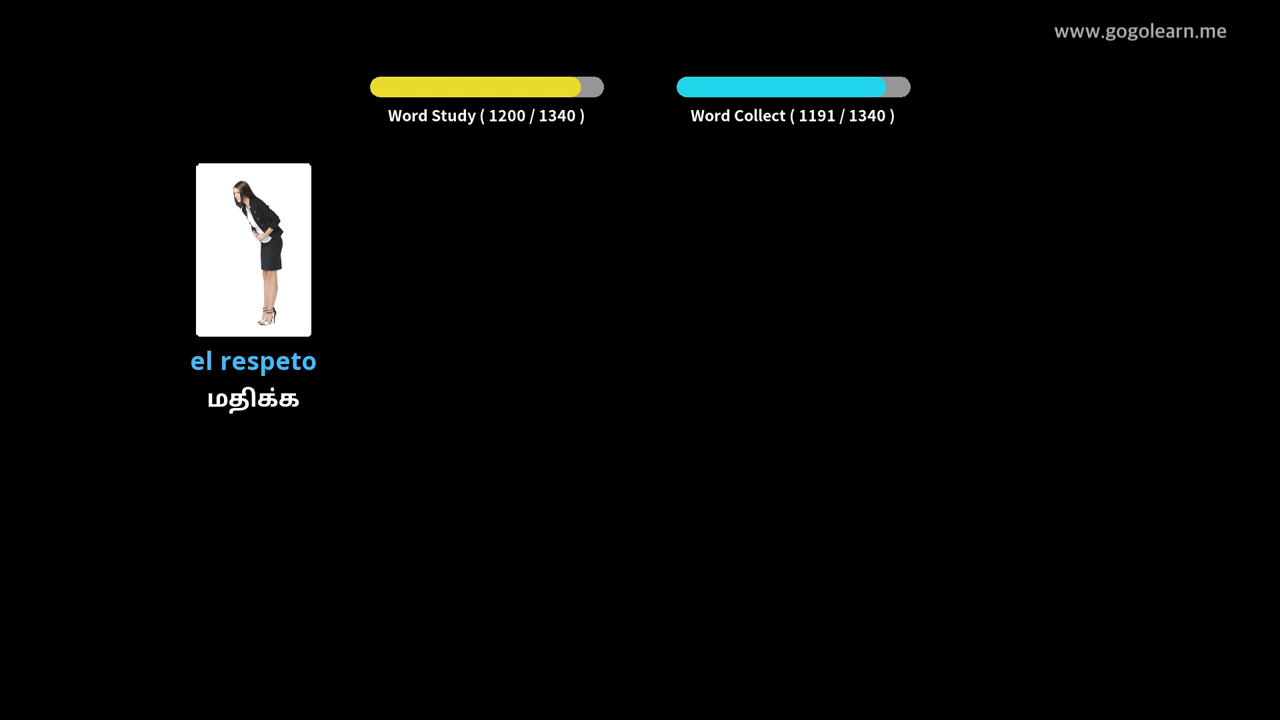 www.gogolearn.me
Word Study ( 1200 / 1340 )
Word Collect ( 1191 / 1340 )
el respeto
மதிக்க